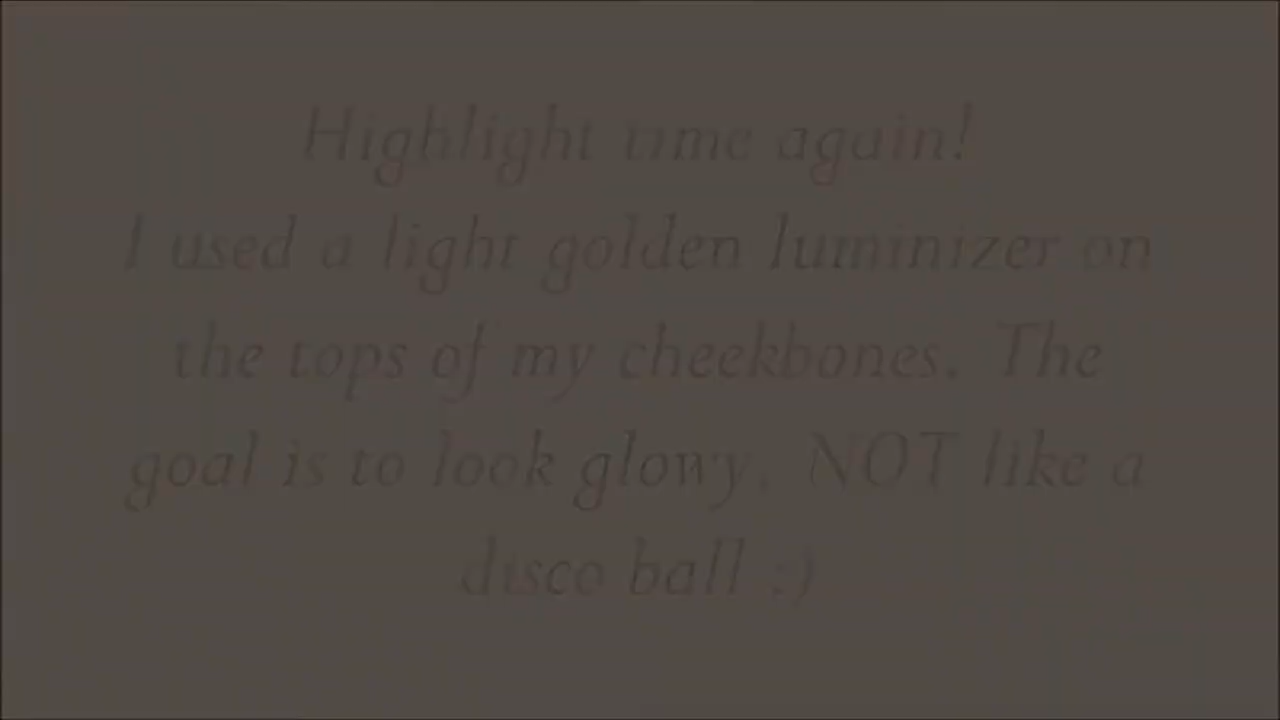 Highlight time again!
I used a light golden luminizer on
the tops of my cheekbones. The
goal is to look glowy, NOT like a
disco ball :)